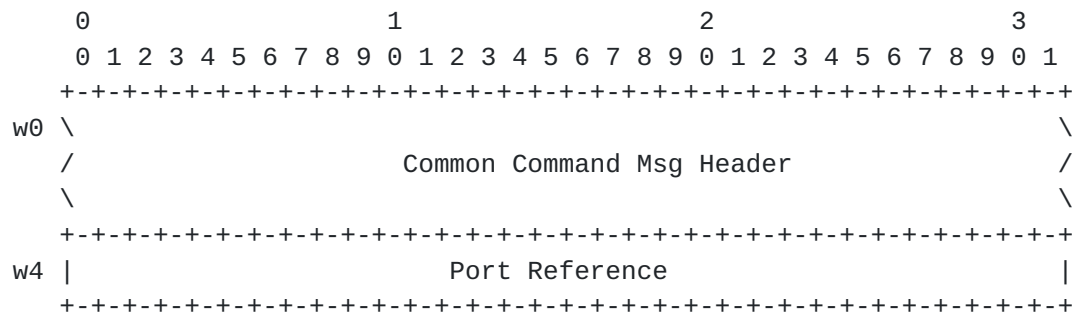 0                   1                   2                   3
     0 1 2 3 4 5 6 7 8 9 0 1 2 3 4 5 6 7 8 9 0 1 2 3 4 5 6 7 8 9 0 1
    +-+-+-+-+-+-+-+-+-+-+-+-+-+-+-+-+-+-+-+-+-+-+-+-+-+-+-+-+-+-+-+-+
 w0 \                                                               \
    /                     Common Command Msg Header                 /
    \                                                               \
    +-+-+-+-+-+-+-+-+-+-+-+-+-+-+-+-+-+-+-+-+-+-+-+-+-+-+-+-+-+-+-+-+
 w4 |                        Port Reference                         |
    +-+-+-+-+-+-+-+-+-+-+-+-+-+-+-+-+-+-+-+-+-+-+-+-+-+-+-+-+-+-+-+-+